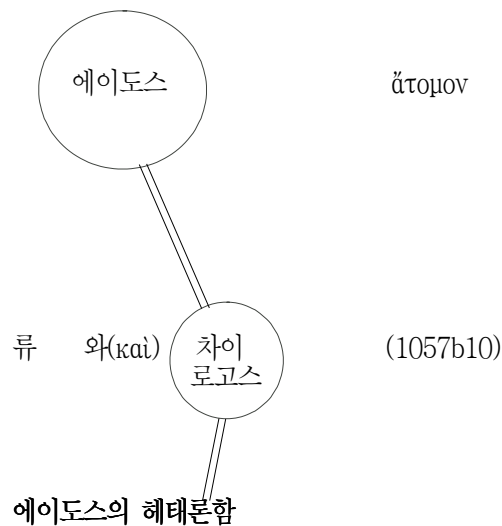 에이도스 ἄτομον
류 와(καὶ) 차이 (1057b10)
로고스
에이도스의 헤태론함